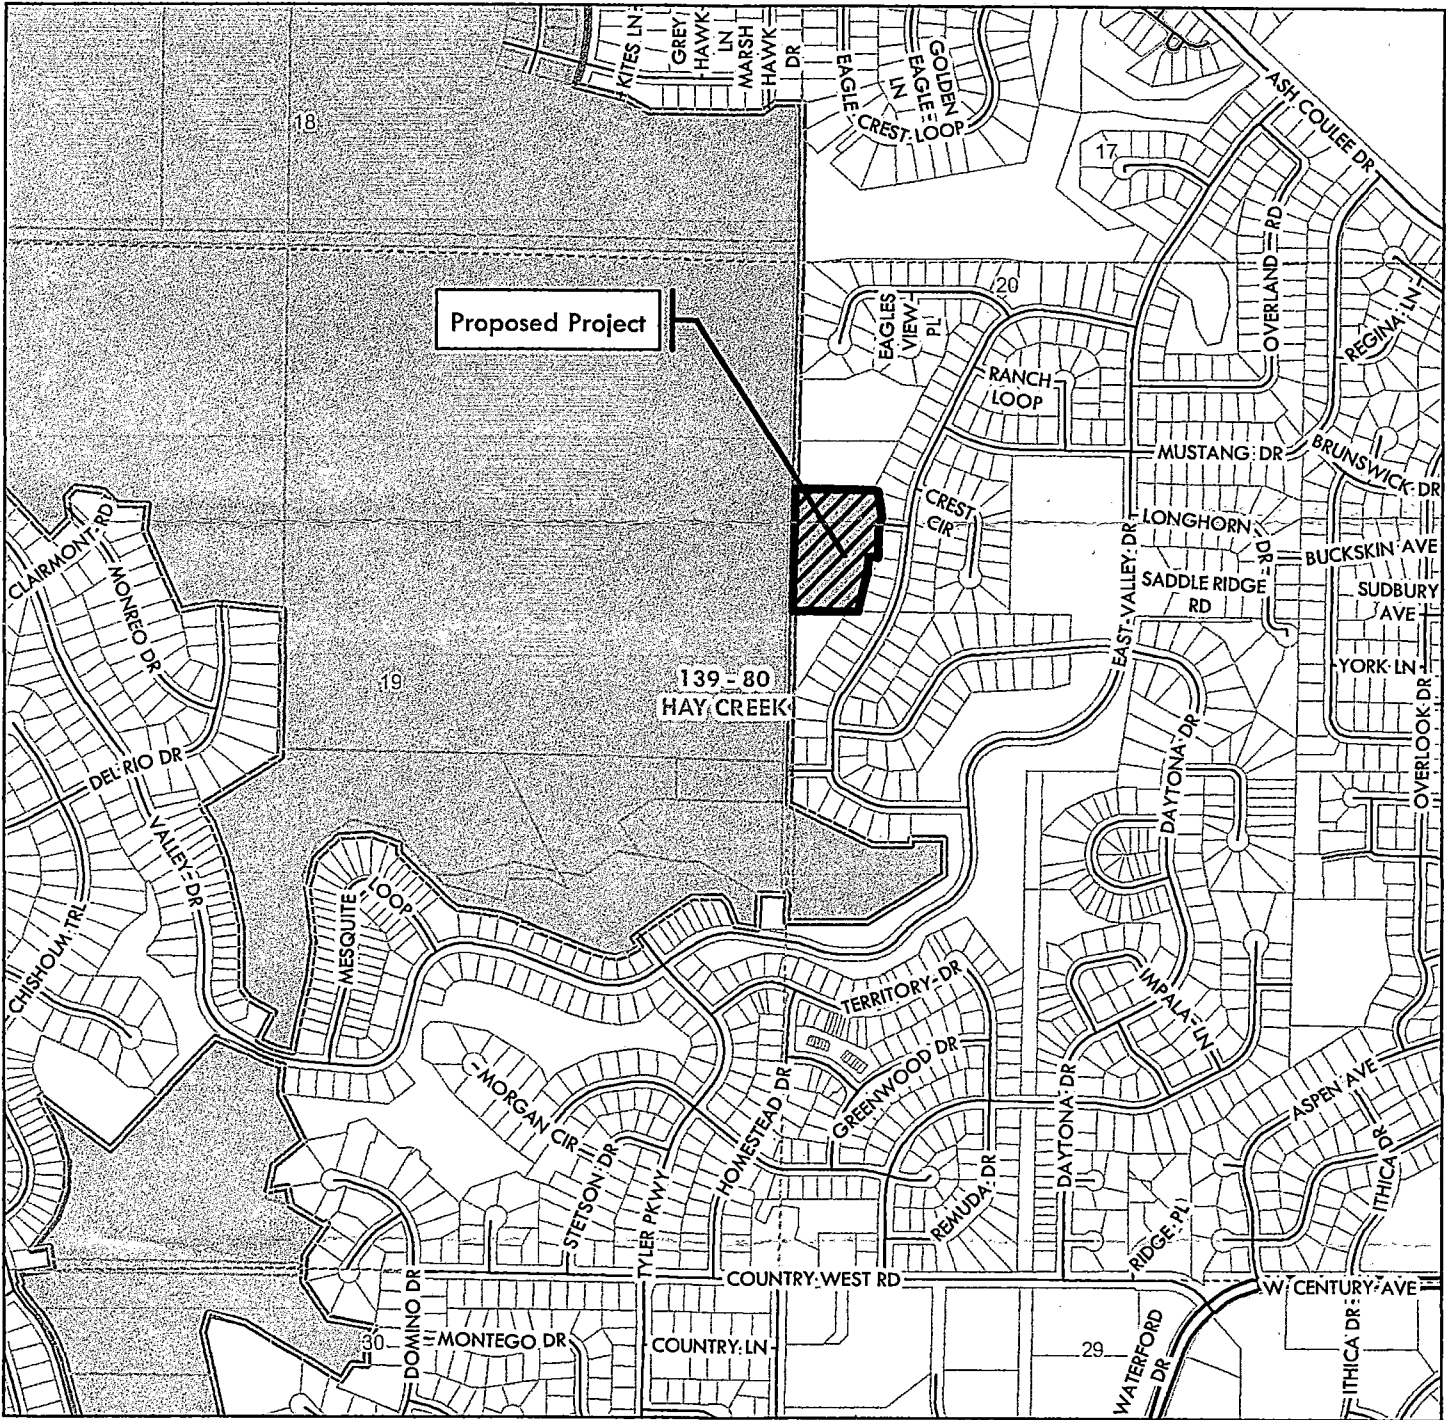 KITES LN
GREY
HAWK
LN
MARSH
HAWK
DR
EAGLE
CREST LOOP
GOLDEN
EAGLE
LN
ASH COULEE DR
18
17
OVERLAND RD
20
EAGLES
VIEW
PL
REGINA LN
Proposed Project
RANCH
LOOP
MUSTANG DR
BRUNSWICK DR
CREST
CIR
LONGHORN
DR
BUCKSKIN AVE
EAST VALLEY DR
SADDLE RIDGE
RD
SUDBURY
AVE
CLAIRMONT RD
MONREO DR
YORK LN
139 - 80
HAY CREEK
19
OVERLOOK DR
DEL RIO DR
DAYTONA DR
VALLEY DR
MESQUITE
LOOP
CHISHOLM TRL
TERRITORY DR
IMPALA LN
GREENWOOD DR
MORGAN CIR
HOMESTEAD DR
DAYTONA DR
ASPEN AVE
STETSON DR
TYLER PKWY
REMUDA DR
RIDGE PL
ITHICA DR
COUNTRY WEST RD
W CENTURY AVE
DOMINO DR
30
MONTEGO DR
COUNTRY LN
29
WATERFORD
DR
ITHICA DR